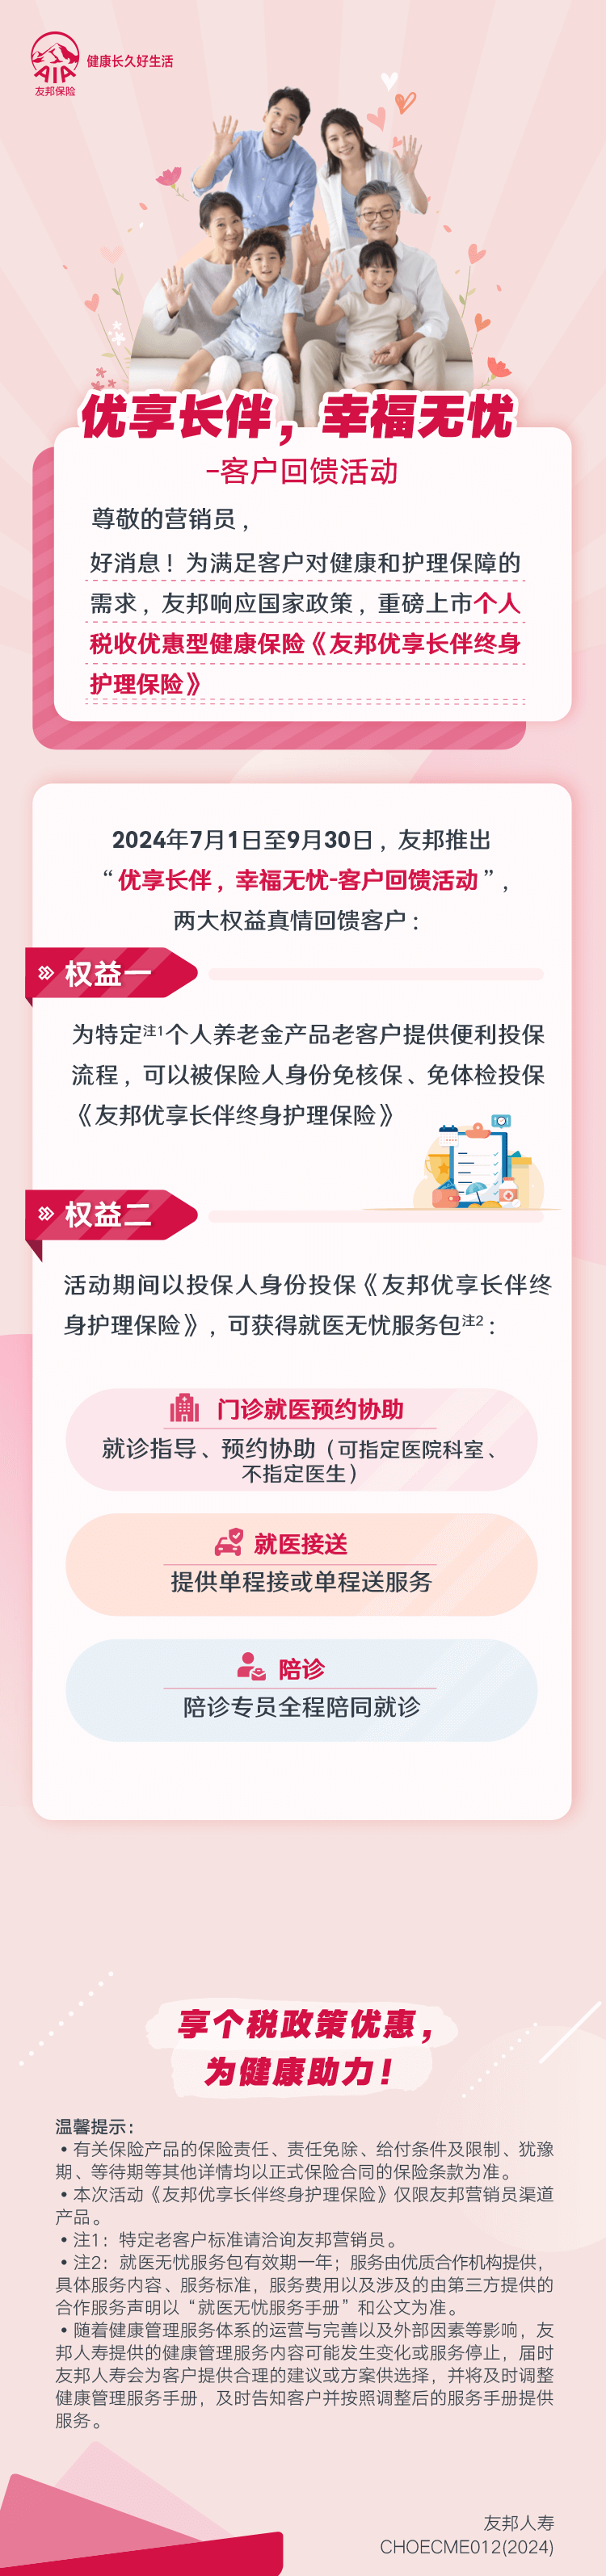 AIA
友邦保险
健康长久好生活
优享长伴，幸福无忧
-客户回馈活动
尊敬的营销员，
好消息！为满足客户对健康和护理保障的
需求，友邦响应国家政策，重磅上市个人
税收优惠型健康保险《友邦优享长伴终身
护理保险》
2024年7月1日至9月30日，友邦推出
“优享长伴，幸福无忧-客户回馈活动”，
两大权益真情回馈客户：
权益一
为特定注1个人养老金产品老客户提供便利投保
流程，可以被保险人身份免核保、免体检投保
《友邦优享长伴终身护理保险》
权益二
活动期间以投保人身份投保《友邦优享长伴终
身护理保险》，可获得就医无忧服务包注2：
门诊就医预约协助
就诊指导、预约协助（可指定医院科室、
不指定医生）
就医接送
提供单程接或单程送服务
陪诊
陪诊专员全程陪同就诊
享个税政策优惠，
为健康助力！
温馨提示：
•有关保险产品的保险责任、责任免除、给付条件及限制、犹豫
期、等待期等其他详情均以正式保险合同的保险条款为准。
•本次活动《友邦优享长伴终身护理保险》仅限友邦营销员渠道
产品。
•注1：特定老客户标准请洽询友邦营销员。
•注2：就医无忧服务包有效期一年；服务由优质合作机构提供，
具体服务内容、服务标准，服务费用以及涉及的由第三方提供的
合作服务声明以“就医无忧服务手册”和公文为准。
•随着健康管理服务体系的运营与完善以及外部因素等影响，友
邦人寿提供的健康管理服务内容可能发生变化或服务停止，届时
友邦人寿会为客户提供合理的建议或方案供选择，并将及时调整
健康管理服务手册，及时告知客户并按照调整后的服务手册提供
服务。
友邦人寿
CHOECME012(2024)